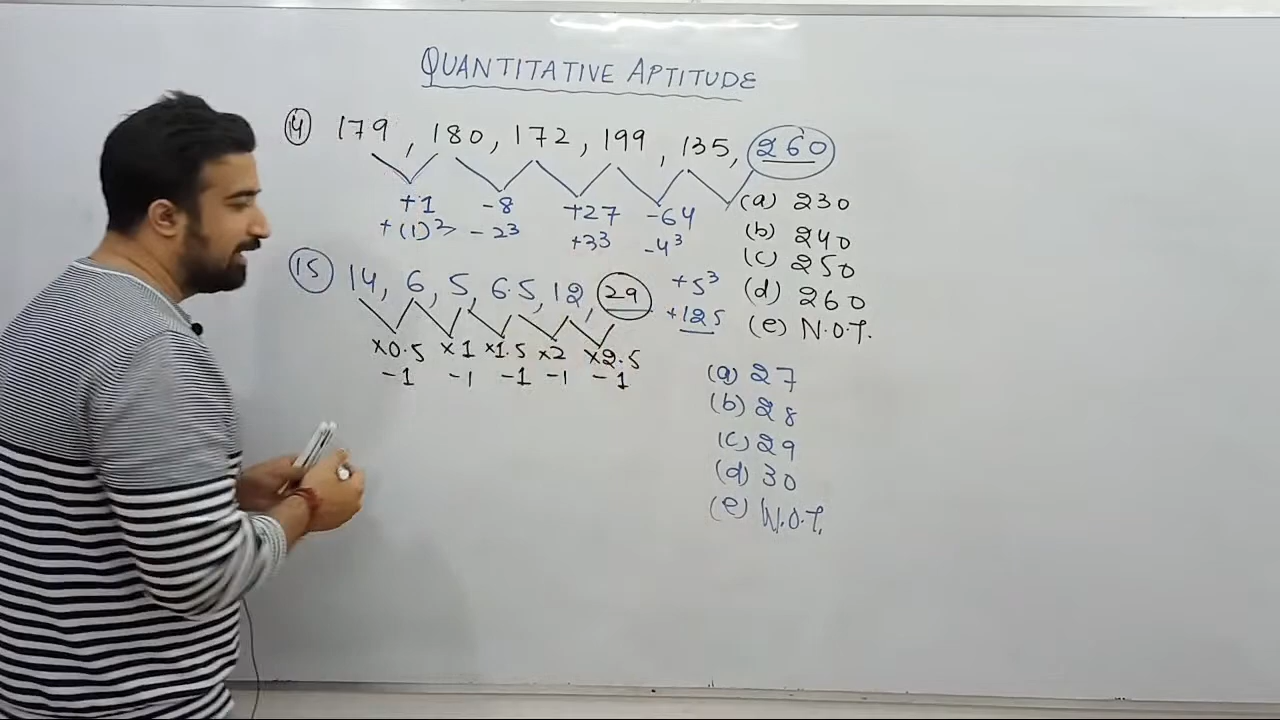 QUANTITATIVE APTITUDE
14 179, 180, 172, 199, 135, 260
+1 -8 +27 -64
+(1)3 -2³ +3³ -4³
+5³
+125
(a) 230
(b) 240
(c) 250
(d) 260
(e) N.O.T.
15 14, 6, 5, 6.5, 12, 29
×0.5 ×1 ×1.5 ×2 ×2.5
-1 -1 -1 -1 -1
(a) 27
(b) 28
(c) 29
(d) 30
(e) N.O.T.